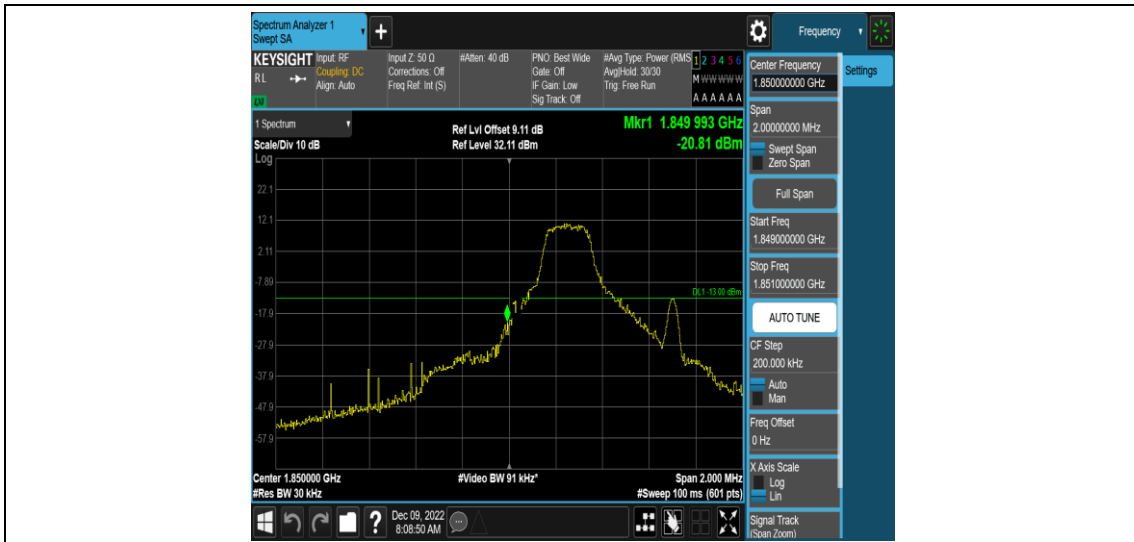 Spectrum Analyzer 1
Swept SA
+
Frequency
KEYSIGHT
RL
LXI
Input: RF
Coupling: DC
Align: Auto
Input Z: 50 Ω
Corrections: Off
Freq Ref: Int (S)
#Atten: 40 dB
PNO: Best Wide
Gate: Off
IF Gain: Low
Sig Track: Off
#Avg Type: Power (RMS
Avg|Hold: 30/30
Trig: Free Run
1 2 3 4 5 6
M W W W W W
A A A A A A
1 Spectrum
Scale/Div 10 dB
Ref Lvl Offset 9.11 dB
Ref Level 32.11 dBm
Mkr1 1.849 993 GHz
-20.81 dBm
Log
22.1
12.1
2.11
-7.89
-17.9
-27.9
-37.9
-47.9
-57.9
DL1 -13.00 dBm
1
Center 1.850000 GHz
#Res BW 30 kHz
#Video BW 91 kHz*
Span 2.000 MHz
#Sweep 100 ms (601 pts)
Center Frequency
1.850000000 GHz
Settings
Span
2.00000000 MHz
Swept Span
Zero Span
Full Span
Start Freq
1.849000000 GHz
Stop Freq
1.851000000 GHz
AUTO TUNE
CF Step
200.000 kHz
Auto
Man
Freq Offset
0 Hz
X Axis Scale
Log
Lin
Signal Track
(Span Zoom)
?
Dec 09, 2022
8:08:50 AM